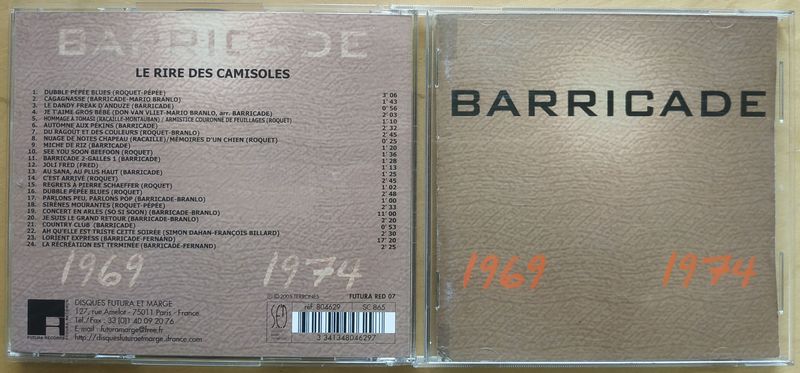 BARRICADE
LE RIRE DES CAMISOLES
1. DUBBLE PÉPÉE BLUES (ROQUET-PÉPÉE) 3' 06
2. CAGAGNASSE (BARRICADE-MARIO BRANLO) 1' 43
3. LE DANDY FREAK D'ANDUZE (BARRICADE) 0' 56
4. JE T'AIME GROS BÉBÉ (DON VAN VLIET-MARIO BRANLO, arr. BARRICADE) 2' 03
5. HOMMAGE A TOMASI (RACAILLE-MONTAUBAN) / ARMISTICE COURONNÉ DE FEUILLAGES (ROQUET) 1' 10
6. AUTOMNE AUX PÉKINS (BARRICADE) 2' 32
7. DU RAGOÛT ET DES COULEURS (ROQUET-BRANLO) 2' 45
8. NUAGE DE NOTES CHAPEAU (RACAILLE)/MÉMOIRES D'UN CHIEN (ROQUET) 0' 25
9. MICHE DE RIZ (BARRICADE) 1' 20
10. SEE YOU SOON BEEFOON (ROQUET) 1' 36
11. BARRICADE 2-GALLES 1 (BARRICADE) 1' 28
12. JOLI FRED (FRED) 1' 13
13. AU SANA, AU PLUS HAUT (BARRICADE) 1' 25
14. C'EST ARRIVÉ (ROQUET) 2' 45
15. REGRETS À PIERRE SCHAEFFER (ROQUET) 1' 02
16. DUBBLE PÉPÉE BLUES (ROQUET) 2' 48
17. PARLONS PEU, PARLONS POP (BARRICADE-BRANLO) 1' 00
18. SIRÈNES MOURANTES (ROQUET-PÉPÉE) 2' 33
19. CONCERT EN ARLES (SO SI SOON) (BARRICADE-BRANLO) 11' 00
20. JE SUIS LE GRAND RETOUR (BARRICADE-BRANLO) 2' 20
21. COUNTRY CLUB (BARRICADE) 0' 53
22. AH QU'ELLE EST TRISTE CETTE SOIRÉE (SIMON DAHAN-FRANÇOIS BILLARD) 2' 30
23. LORIENT EXPRESS (BARRICADE-FERNAND) 17' 20
24. LA RÉCRÉATION EST TERMINÉE (BARRICADE-FERNAND) 2' 25
1969 1974
FUTURA RECORDS
DISQUES FUTURA ET MARGE
127, rue Amelot - 75011 Paris - France
Tel./Fax : 33 (0)1 40 09 20 76
E.mail : futuramarge@free.fr
http://disquesfuturaetmarge.ifrance.com
FUTURA RED 07
réf. 804629 SC 865
3 341348 046297
BARRICADE
1969 1974